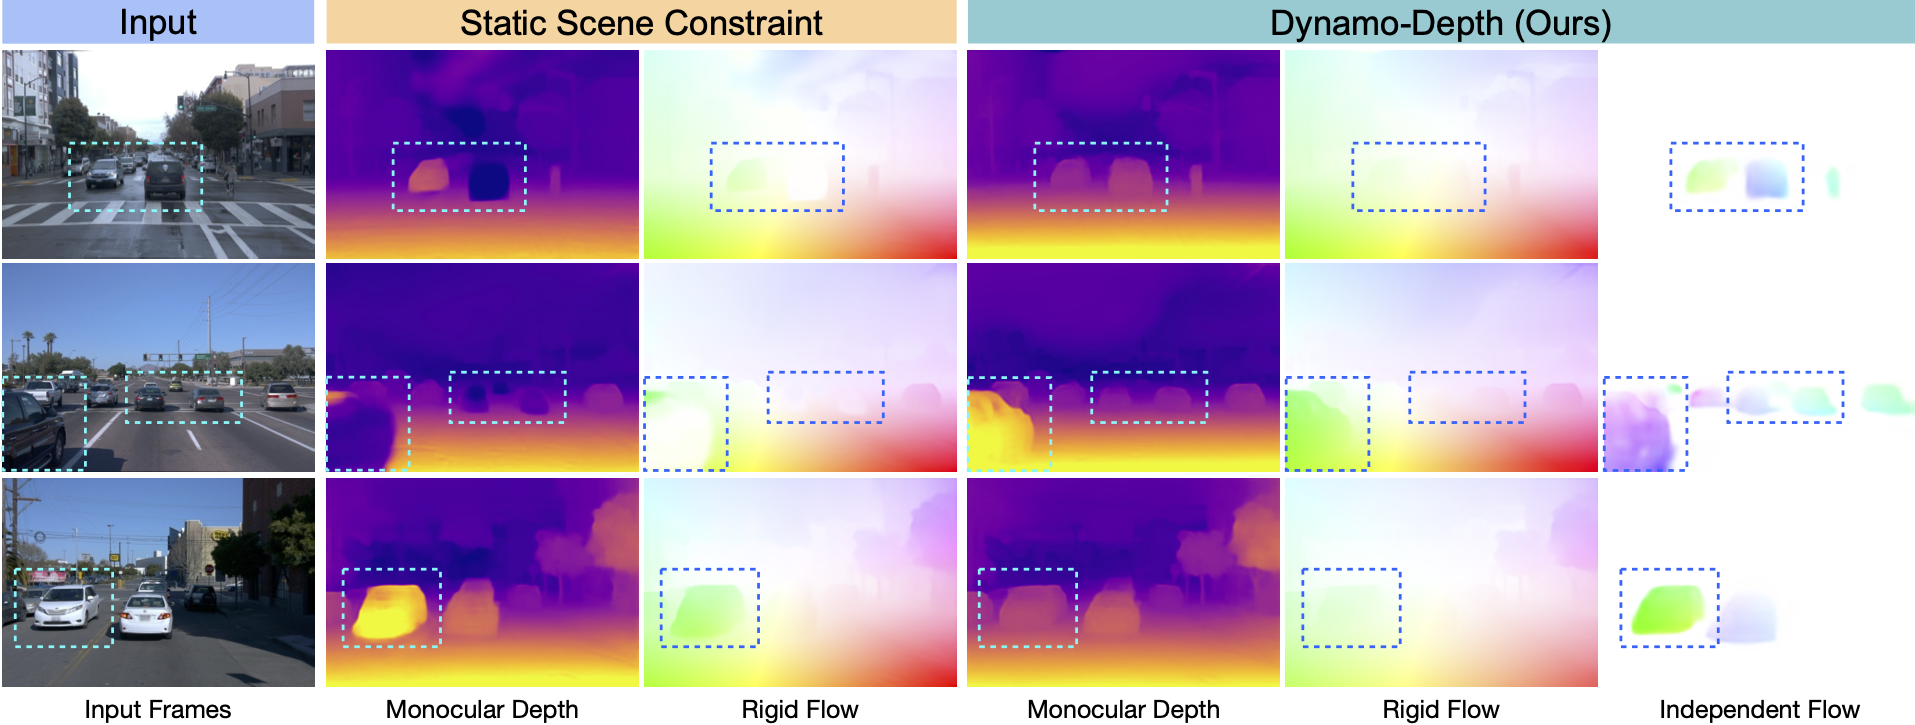 Input
Static Scene Constraint
Dynamo-Depth (Ours)
Input Frames
Monocular Depth
Rigid Flow
Monocular Depth
Rigid Flow
Independent Flow